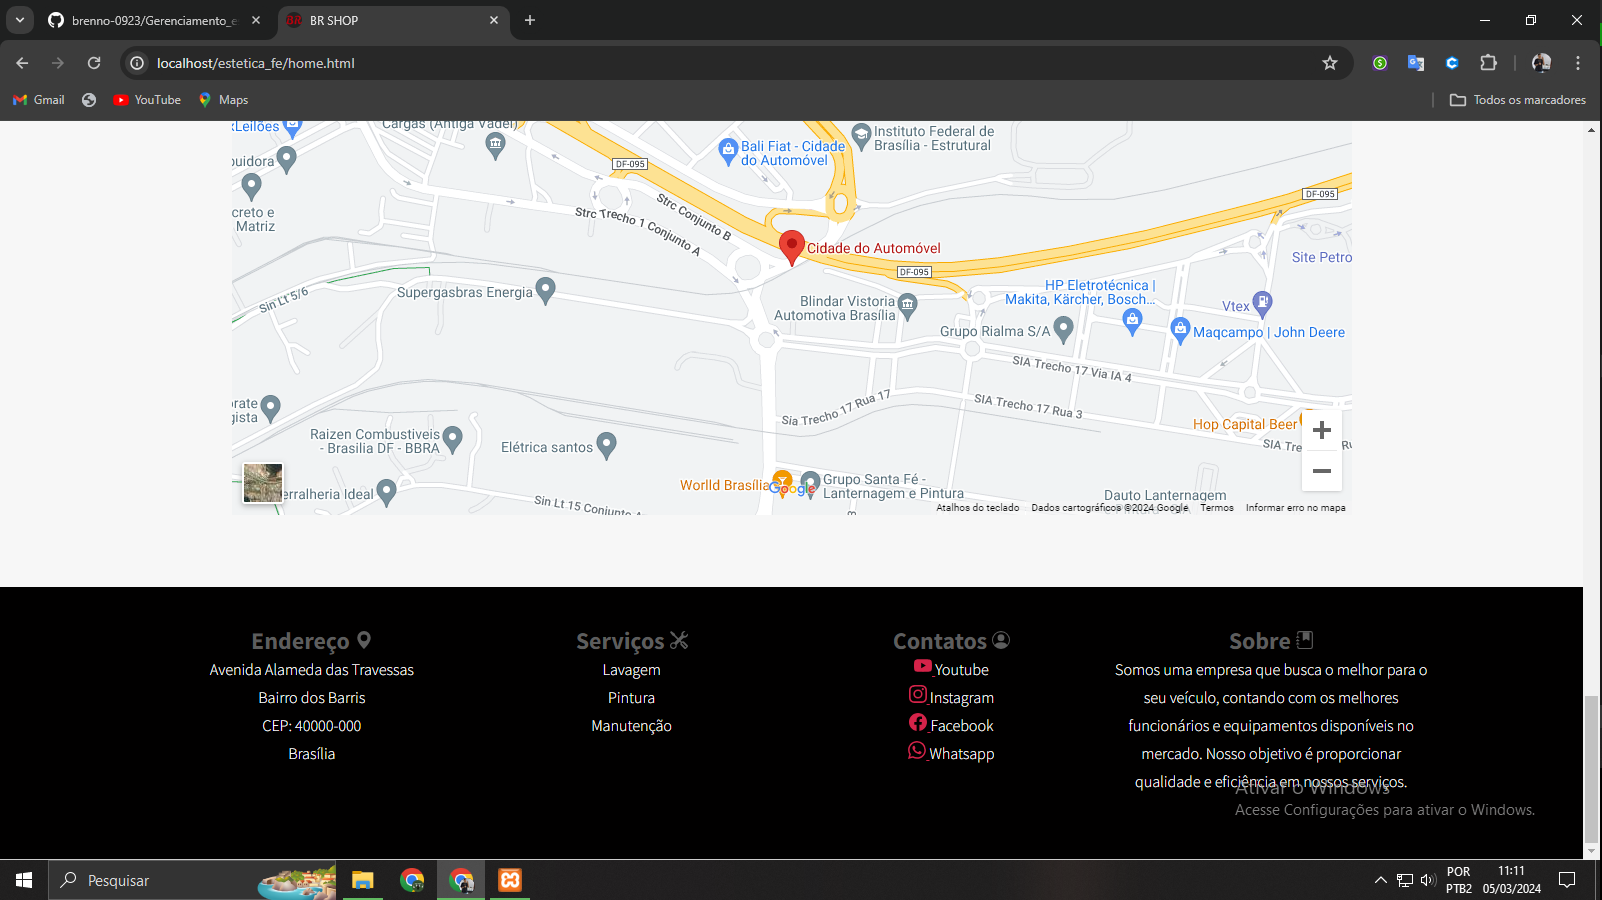 brenno-0923/Gerenciamento_e
BR SHOP
localhost/estetica_fe/home.html
Gmail
YouTube
Maps
Todos os marcadores
xLeilões
Cargas (Antiga Vadel)
Bali Fiat - Cidade
do Automóvel
Instituto Federal de
Brasília - Estrutural
DF-095
DF-095
buidora
creto e
Matriz
Strc Trecho 1 Conjunto A
Strc Conjunto B
Cidade do Automóvel
DF-095
Site Petro
Sin Lt 5/6
Supergasbras Energia
Blindar Vistoria
Automotiva Brasília
HP Eletrotécnica |
Makita, Kärcher, Bosch...
Vtex
Grupo Rialma S/A
Maqcampo | John Deere
SIA Trecho 17 Via IA 4
orate
gista
Sia Trecho 17 Rua 17
SIA Trecho 17 Rua 3
Hop Capital Beer
SIA Trecho 17 Ru
Raizen Combustiveis
- Brasilia DF - BBRA
Elétrica santos
erralheria Ideal
Sin Lt 15 Conjunto A
Worlld Brasília
Google
Grupo Santa Fé -
Lanternagem e Pintura
Dauto Lanternagem
Atalhos do teclado
Dados cartográficos ©2024 Google
Termos
Informar erro no mapa
Endereço
Avenida Alameda das Travessas
Bairro dos Barris
CEP: 40000-000
Brasília
Serviços
Lavagem
Pintura
Manutenção
Contatos
Youtube
Instagram
Facebook
Whatsapp
Sobre
Somos uma empresa que busca o melhor para o
seu veículo, contando com os melhores
funcionários e equipamentos disponíveis no
mercado. Nosso objetivo é proporcionar
qualidade e eficiência em nossos serviços.
Ativar o Windows
Acesse Configurações para ativar o Windows.
Pesquisar
POR
PTB2
11:11
05/03/2024